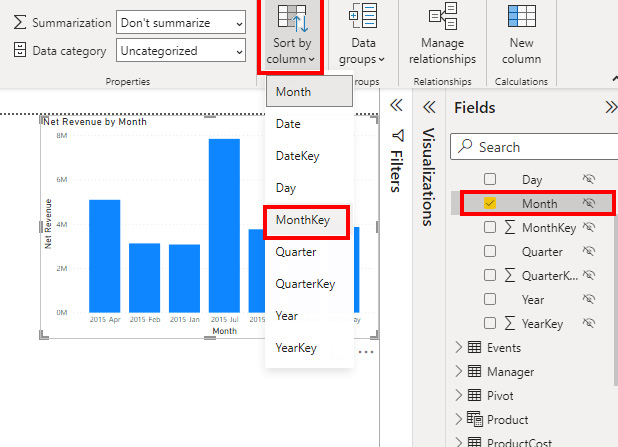 Summarization Don't summarize
Data category Uncategorized
Properties
Sort by
column
Data
groups
roups
Manage
relationships
Relationships
New
column
Calculations
Month
Date
DateKey
Day
MonthKey
Quarter
QuarterKey
Year
YearKey
Net Revenue by Month
8M
6M
4M
2M
0M
Net Revenue
2015 Apr 2015 Feb 2015 Jan 2015 Jul 2015
Month
Filters
Visualizations
Fields
Search
Day
Month
MonthKey
Quarter
QuarterK...
Year
YearKey
Events
Manager
Pivot
Product
ProductCost